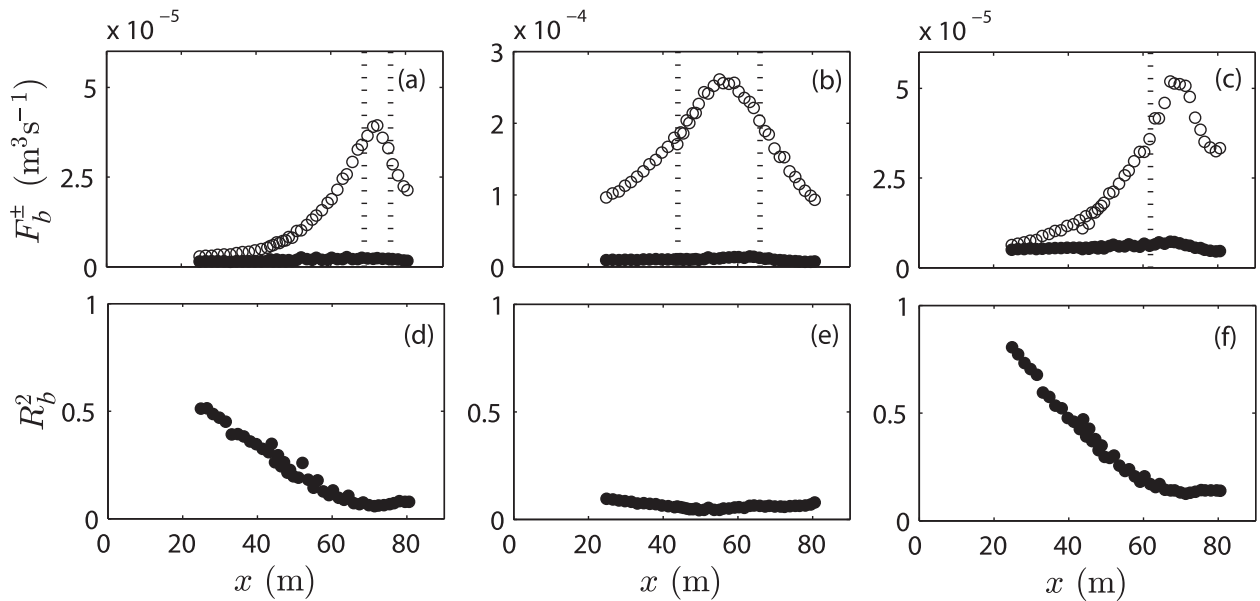 x 10⁻⁵ x 10⁻⁴ x 10⁻⁵
F_b^± (m³s⁻¹)
5 2.5 0 (a)
3 2 1 0 (b)
5 2.5 0 (c)
R_b^2
1 0.5 0 (d)
1 0.5 0 (e)
1 0.5 0 (f)
0 20 40 60 80 0 20 40 60 80 0 20 40 60 80
x (m) x (m) x (m)